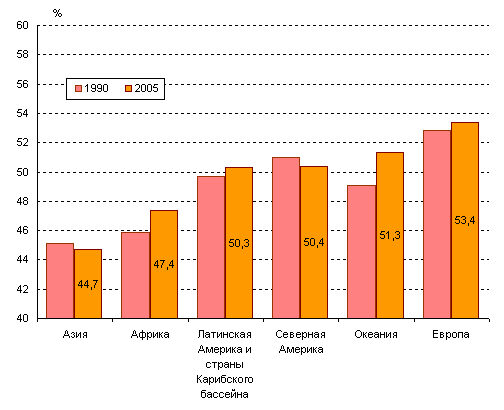 %
60
58
56
54
52
50
48
46
44
42
40
1990 2005
44,7
47,4
50,3
50,4
51,3
53,4
Азия
Африка
Латинская
Америка и
страны
Карибского
бассейна
Северная
Америка
Океания
Европа